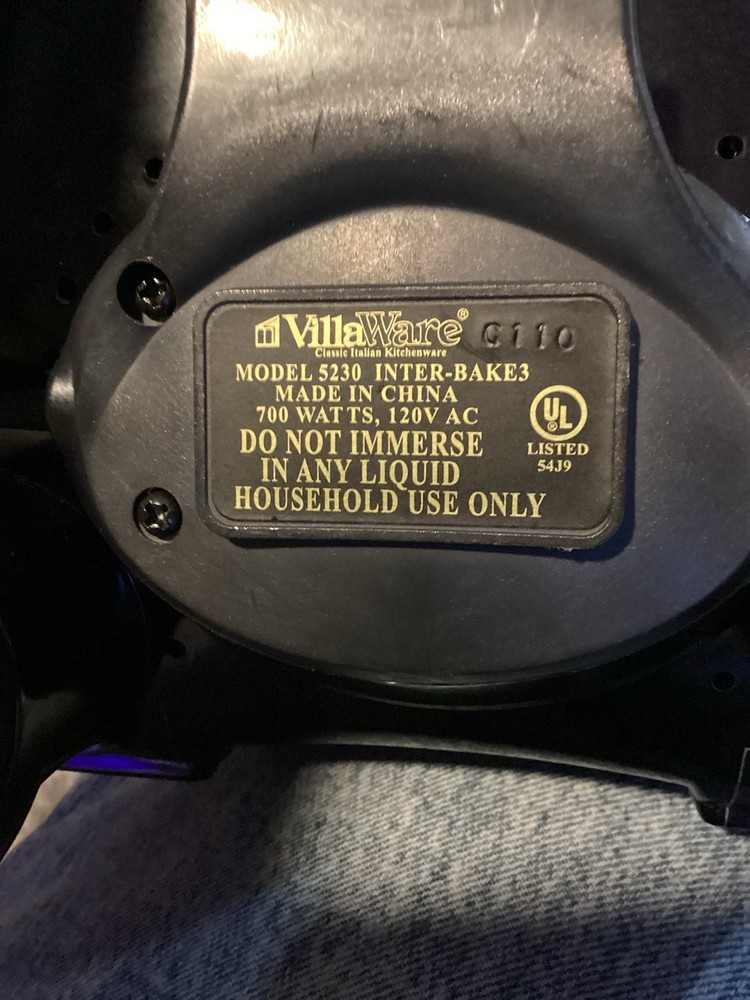 VillaWare® C110
Classic Italian Kitchenware
MODEL 5230 INTER-BAKE3
MADE IN CHINA
700 WATTS, 120V AC
DO NOT IMMERSE
IN ANY LIQUID
HOUSEHOLD USE ONLY
UL®
LISTED
54J9